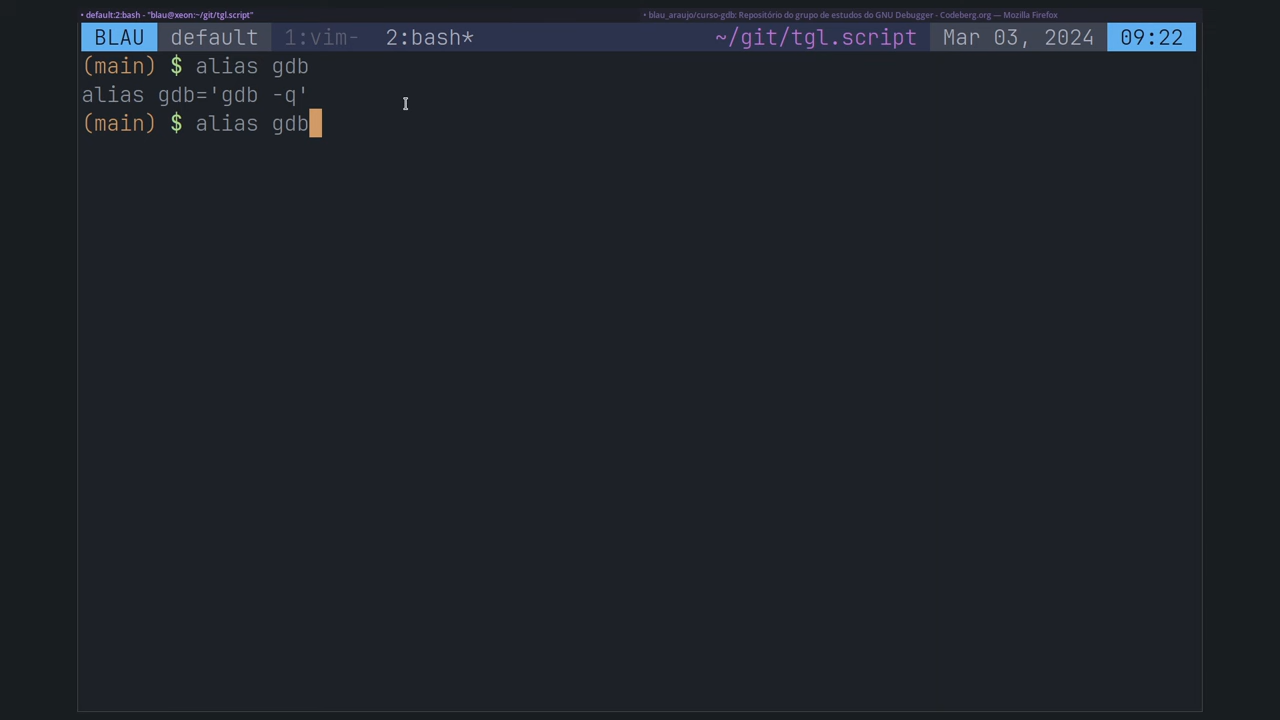 • default:2:bash - "blau@xeon:~/git/tgl.script" • blau_araujo/curso-gdb: Repositório do grupo de estudos do GNU Debugger - Codeberg.org — Mozilla Firefox
BLAU default 1:vim- 2:bash* ~/git/tgl.script Mar 03, 2024 09:22
(main) $ alias gdb
alias gdb='gdb -q'
(main) $ alias gdb